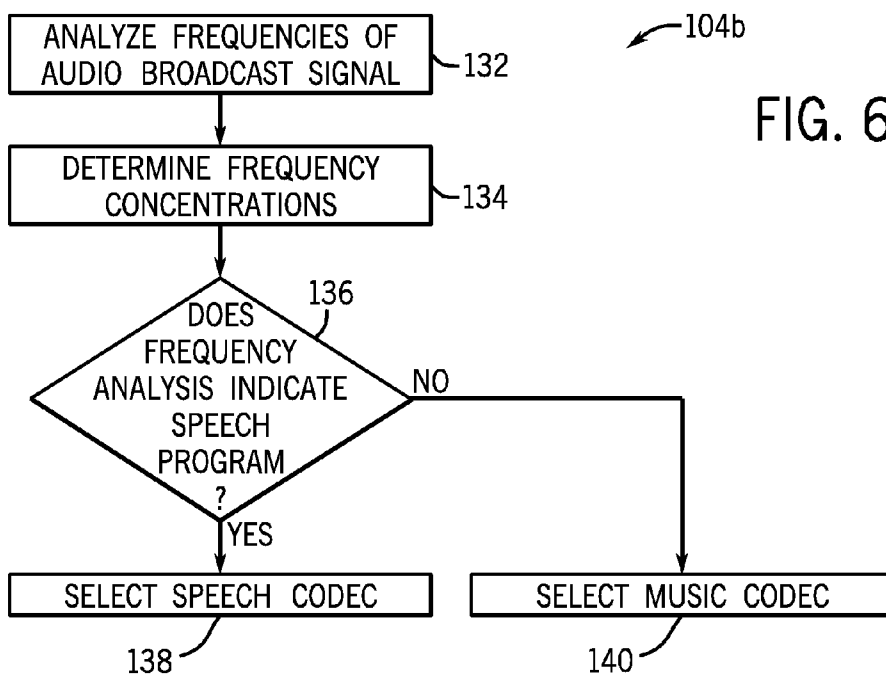 ANALYZE FREQUENCIES OF
AUDIO BROADCAST SIGNAL
132
104b
FIG. 6
DETERMINE FREQUENCY
CONCENTRATIONS
134
136
DOES
FREQUENCY
ANALYSIS INDICATE
SPEECH
PROGRAM
?
NO
YES
SELECT SPEECH CODEC
138
SELECT MUSIC CODEC
140